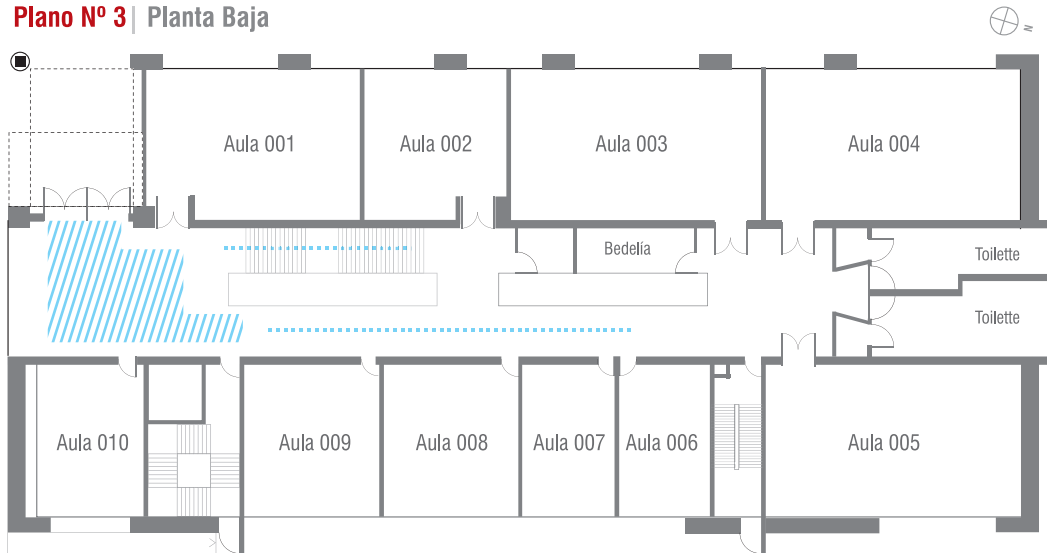 Plano Nº 3 | Planta Baja
N
Aula 001
Aula 002
Aula 003
Aula 004
Bedelía
Toilette
Toilette
Aula 010
Aula 009
Aula 008
Aula 007
Aula 006
Aula 005